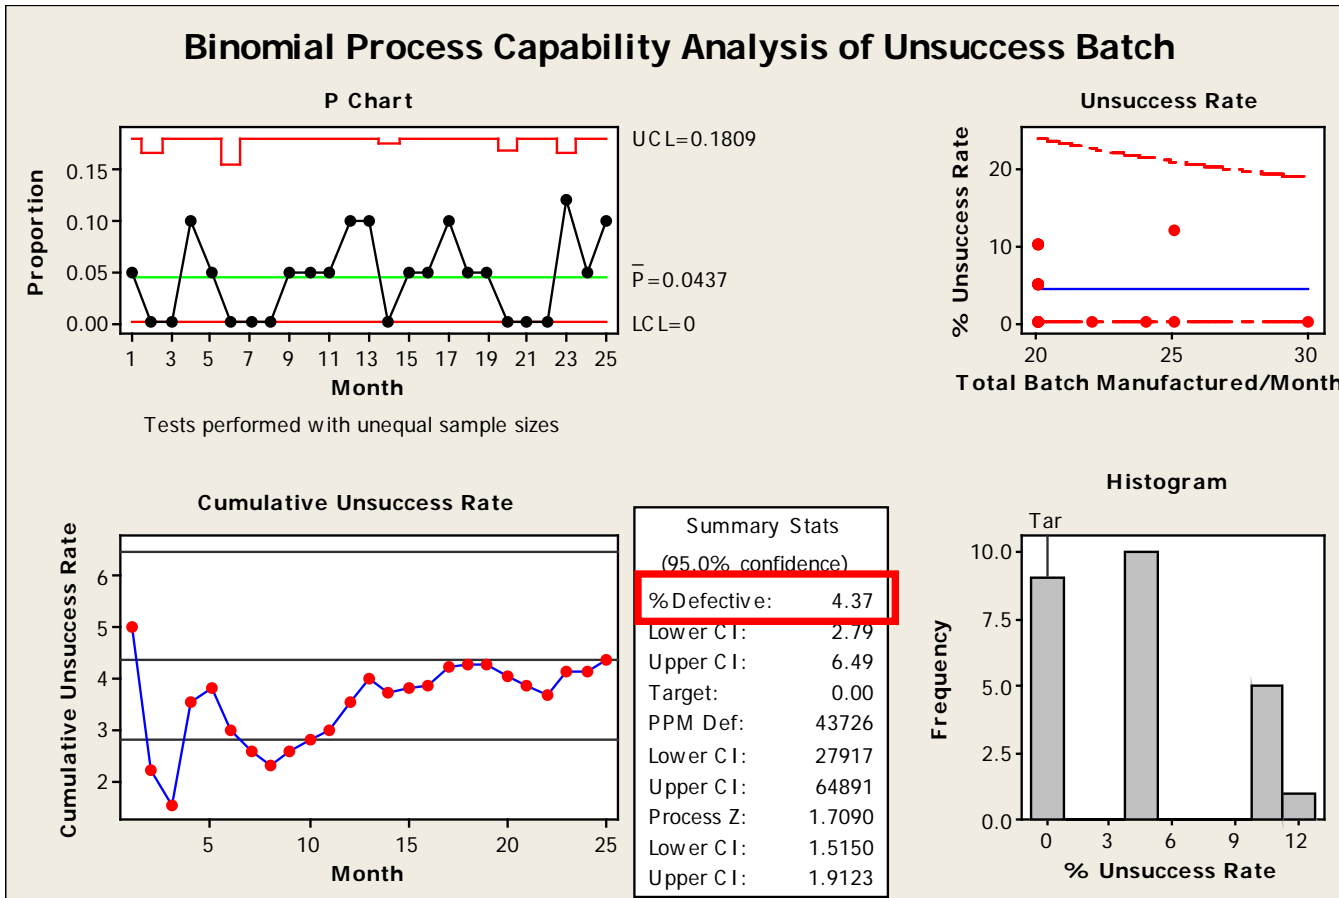 Binomial Process Capability Analysis of Unsuccess Batch
P Chart
Proportion
0.15
0.10
0.05
0.00
UCL=0.1809
P̅=0.0437
LCL=0
1 3 5 7 9 11 13 15 17 19 21 23 25
Month
Tests performed with unequal sample sizes
Unsuccess Rate
% Unsuccess Rate
20
10
0
20 25 30
Total Batch Manufactured/Month
Cumulative Unsuccess Rate
Cumulative Unsuccess Rate
6
5
4
3
2
5 10 15 20 25
Month
Summary Stats
(95.0% confidence)
%Defective: 4.37
Lower CI: 2.79
Upper CI: 6.49
Target: 0.00
PPM Def: 43726
Lower CI: 27917
Upper CI: 64891
Process Z: 1.7090
Lower CI: 1.5150
Upper CI: 1.9123
Histogram
Tar
Frequency
10.0
7.5
5.0
2.5
0.0
0 3 6 9 12
% Unsuccess Rate